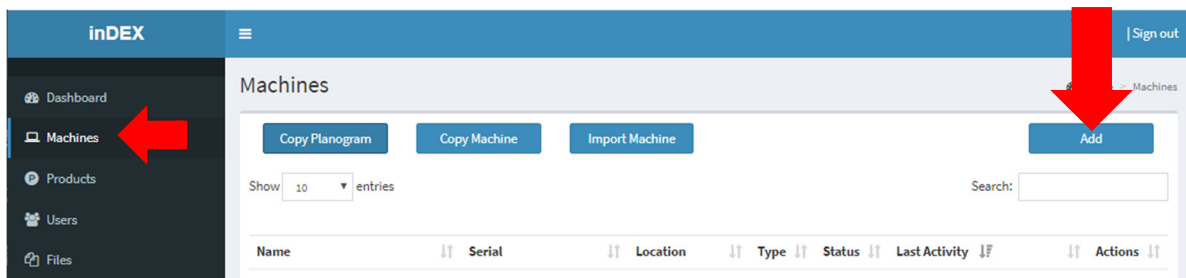 inDEX
| Sign out
Dashboard
Machines
Products
Users
Files
Machines
> Machines
Copy Planogram
Copy Machine
Import Machine
Add
Show 10 entries
Search:
Name Serial Location Type Status Last Activity Actions